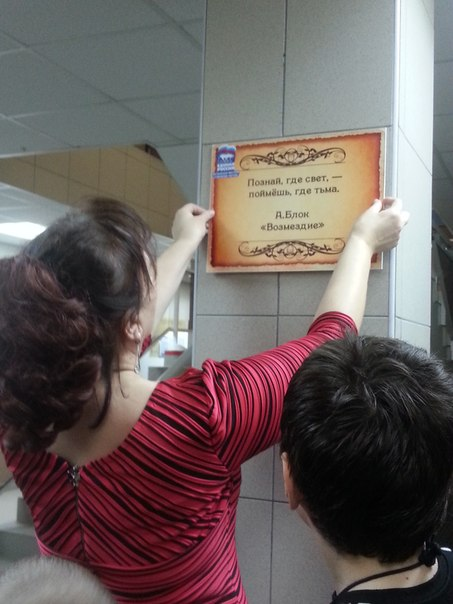 Познай, где свет, —
поймёшь, где тьма.
А.Блок
«Возмездие»